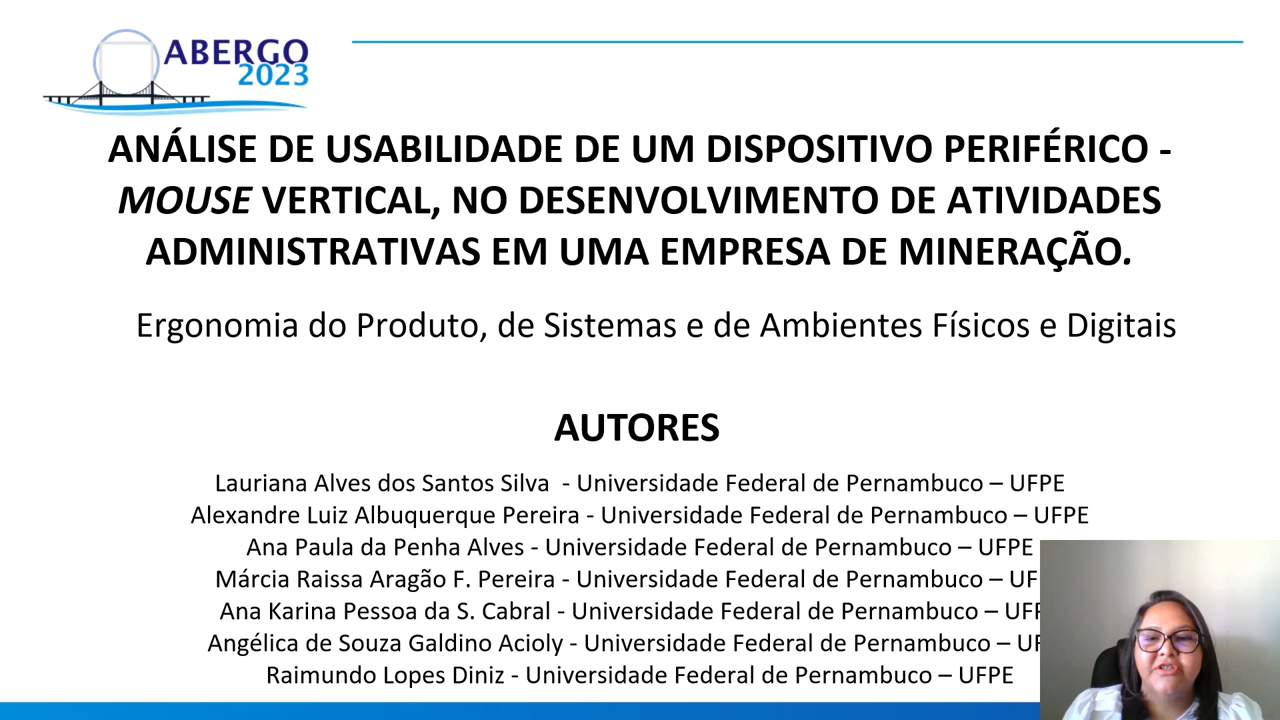 ABERGO
2023
ANÁLISE DE USABILIDADE DE UM DISPOSITIVO PERIFÉRICO -
MOUSE VERTICAL, NO DESENVOLVIMENTO DE ATIVIDADES
ADMINISTRATIVAS EM UMA EMPRESA DE MINERAÇÃO.
Ergonomia do Produto, de Sistemas e de Ambientes Físicos e Digitais
AUTORES
Lauriana Alves dos Santos Silva - Universidade Federal de Pernambuco – UFPE
Alexandre Luiz Albuquerque Pereira - Universidade Federal de Pernambuco – UFPE
Ana Paula da Penha Alves - Universidade Federal de Pernambuco – UFPE
Márcia Raissa Aragão F. Pereira - Universidade Federal de Pernambuco – UF
Ana Karina Pessoa da S. Cabral - Universidade Federal de Pernambuco – UF
Angélica de Souza Galdino Acioly - Universidade Federal de Pernambuco – U
Raimundo Lopes Diniz - Universidade Federal de Pernambuco – UFPE